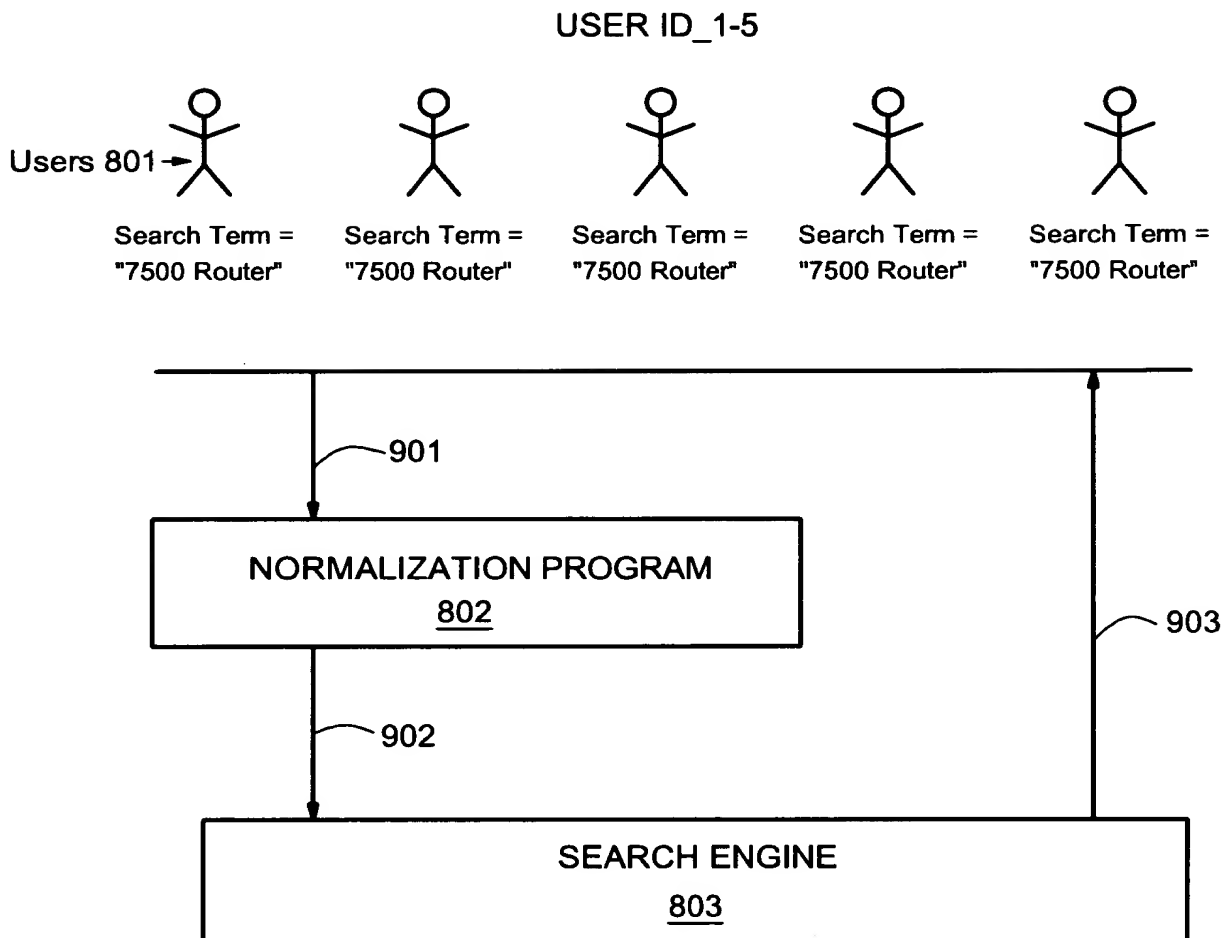 USER ID_1-5
Users 801
Search Term =
"7500 Router"
Search Term =
"7500 Router"
Search Term =
"7500 Router"
Search Term =
"7500 Router"
Search Term =
"7500 Router"
901
NORMALIZATION PROGRAM
802
903
902
SEARCH ENGINE
803